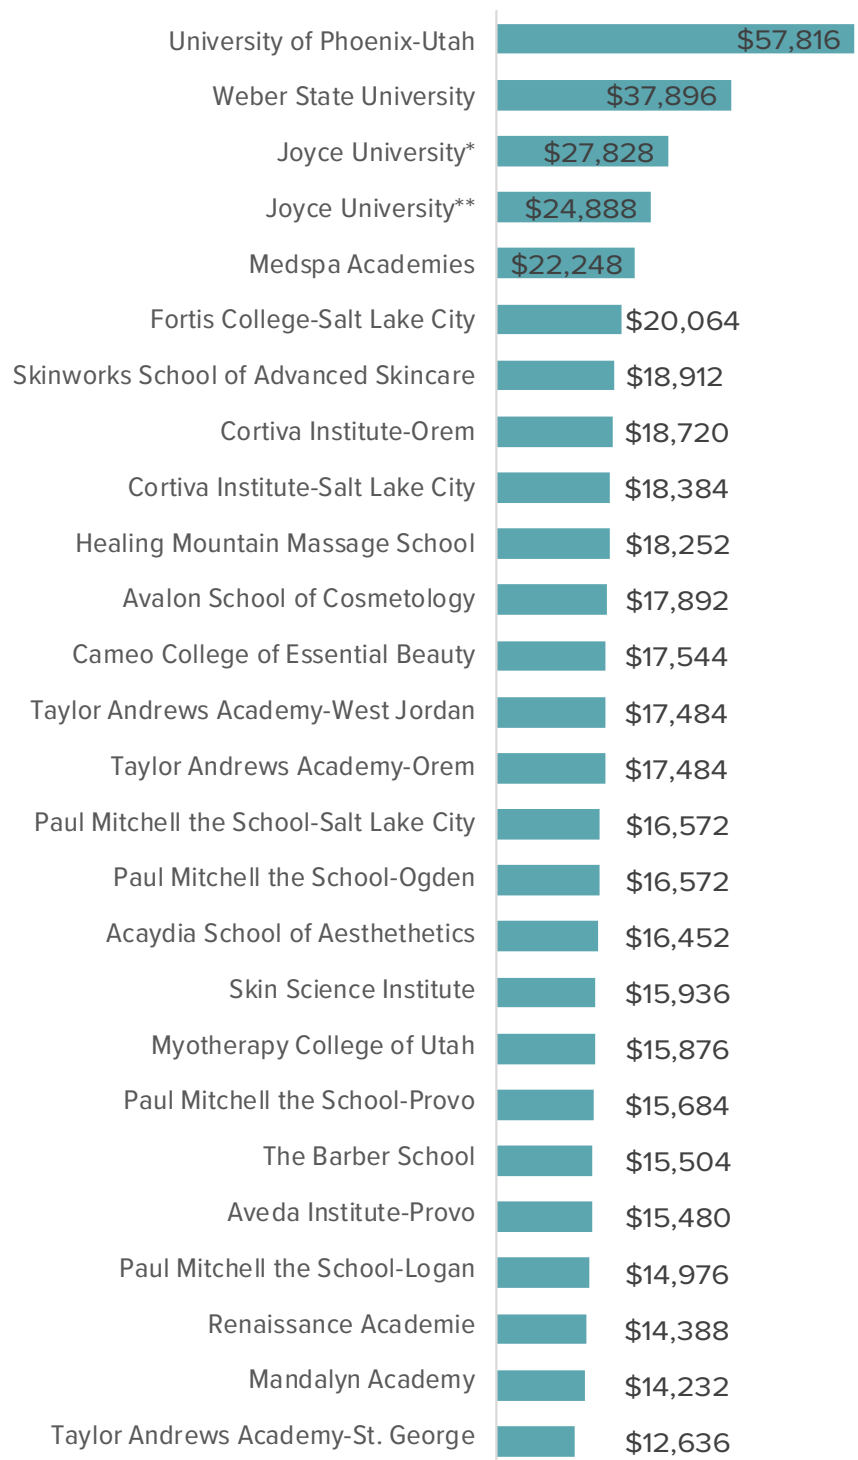 University of Phoenix-Utah $57,816
Weber State University $37,896
Joyce University* $27,828
Joyce University** $24,888
Medspa Academies $22,248
Fortis College-Salt Lake City $20,064
Skinworks School of Advanced Skincare $18,912
Cortiva Institute-Orem $18,720
Cortiva Institute-Salt Lake City $18,384
Healing Mountain Massage School $18,252
Avalon School of Cosmetology $17,892
Cameo College of Essential Beauty $17,544
Taylor Andrews Academy-West Jordan $17,484
Taylor Andrews Academy-Orem $17,484
Paul Mitchell the School-Salt Lake City $16,572
Paul Mitchell the School-Ogden $16,572
Acaydia School of Aesthethetics $16,452
Skin Science Institute $15,936
Myotherapy College of Utah $15,876
Paul Mitchell the School-Provo $15,684
The Barber School $15,504
Aveda Institute-Provo $15,480
Paul Mitchell the School-Logan $14,976
Renaissance Academie $14,388
Mandalyn Academy $14,232
Taylor Andrews Academy-St. George $12,636